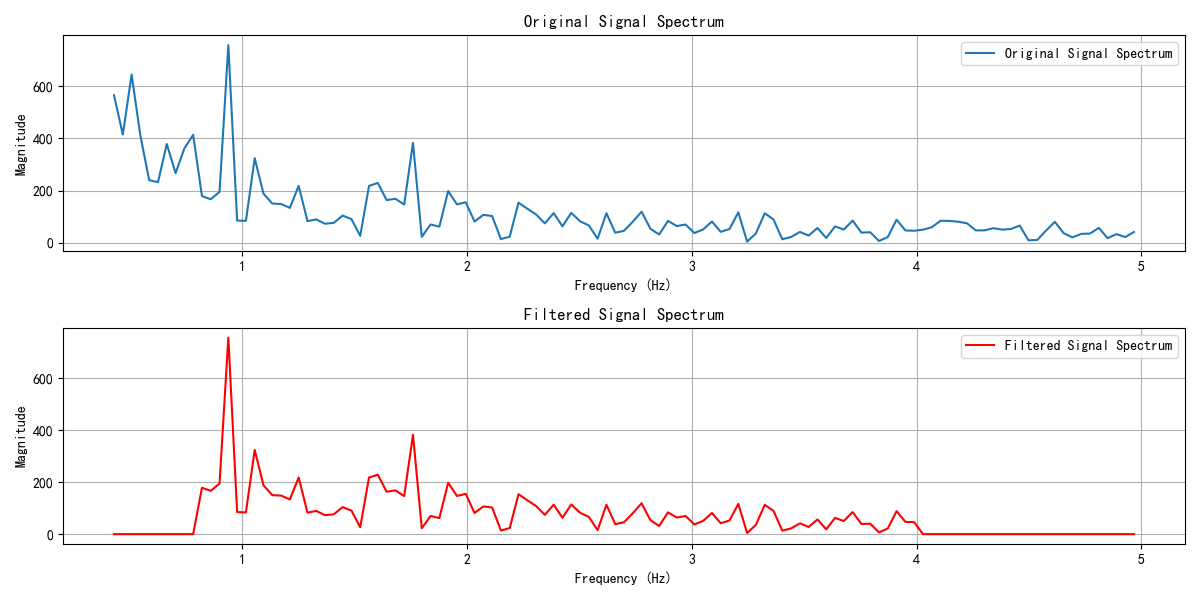 Original Signal Spectrum
Original Signal Spectrum
Magnitude
600
400
200
0
1 2 3 4 5
Frequency (Hz)
Filtered Signal Spectrum
Filtered Signal Spectrum
Magnitude
600
400
200
0
1 2 3 4 5
Frequency (Hz)